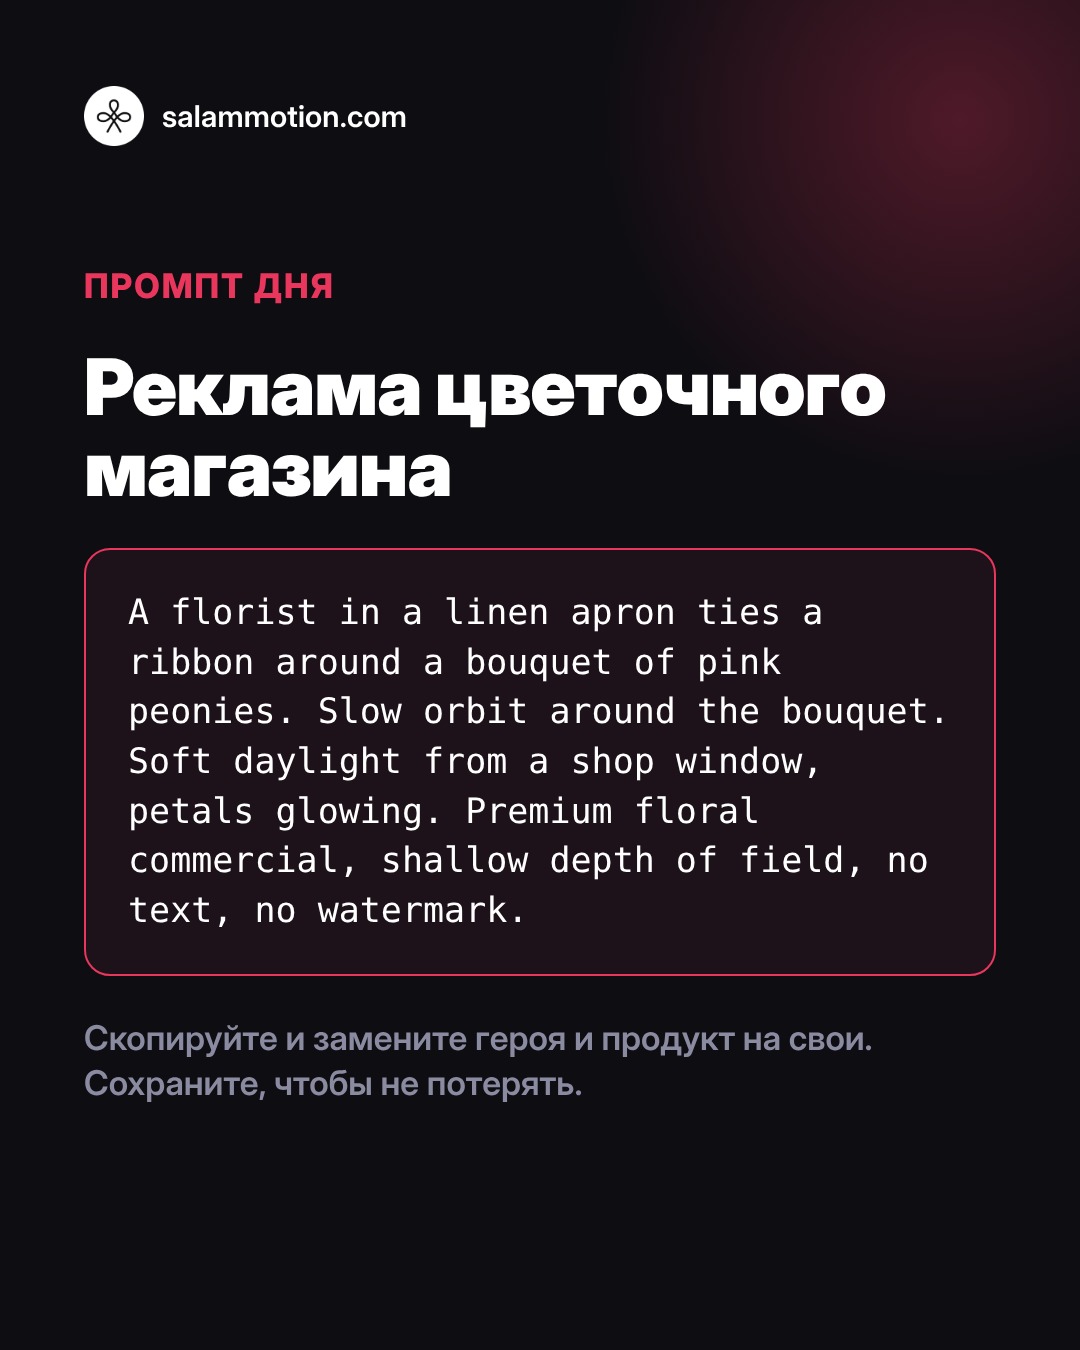 salammotion.com
ПРОМПТ ДНЯ
Реклама цветочного
магазина
A florist in a linen apron ties a
ribbon around a bouquet of pink
peonies. Slow orbit around the bouquet.
Soft daylight from a shop window,
petals glowing. Premium floral
commercial, shallow depth of field, no
text, no watermark.
Скопируйте и замените героя и продукт на свои.
Сохраните, чтобы не потерять.